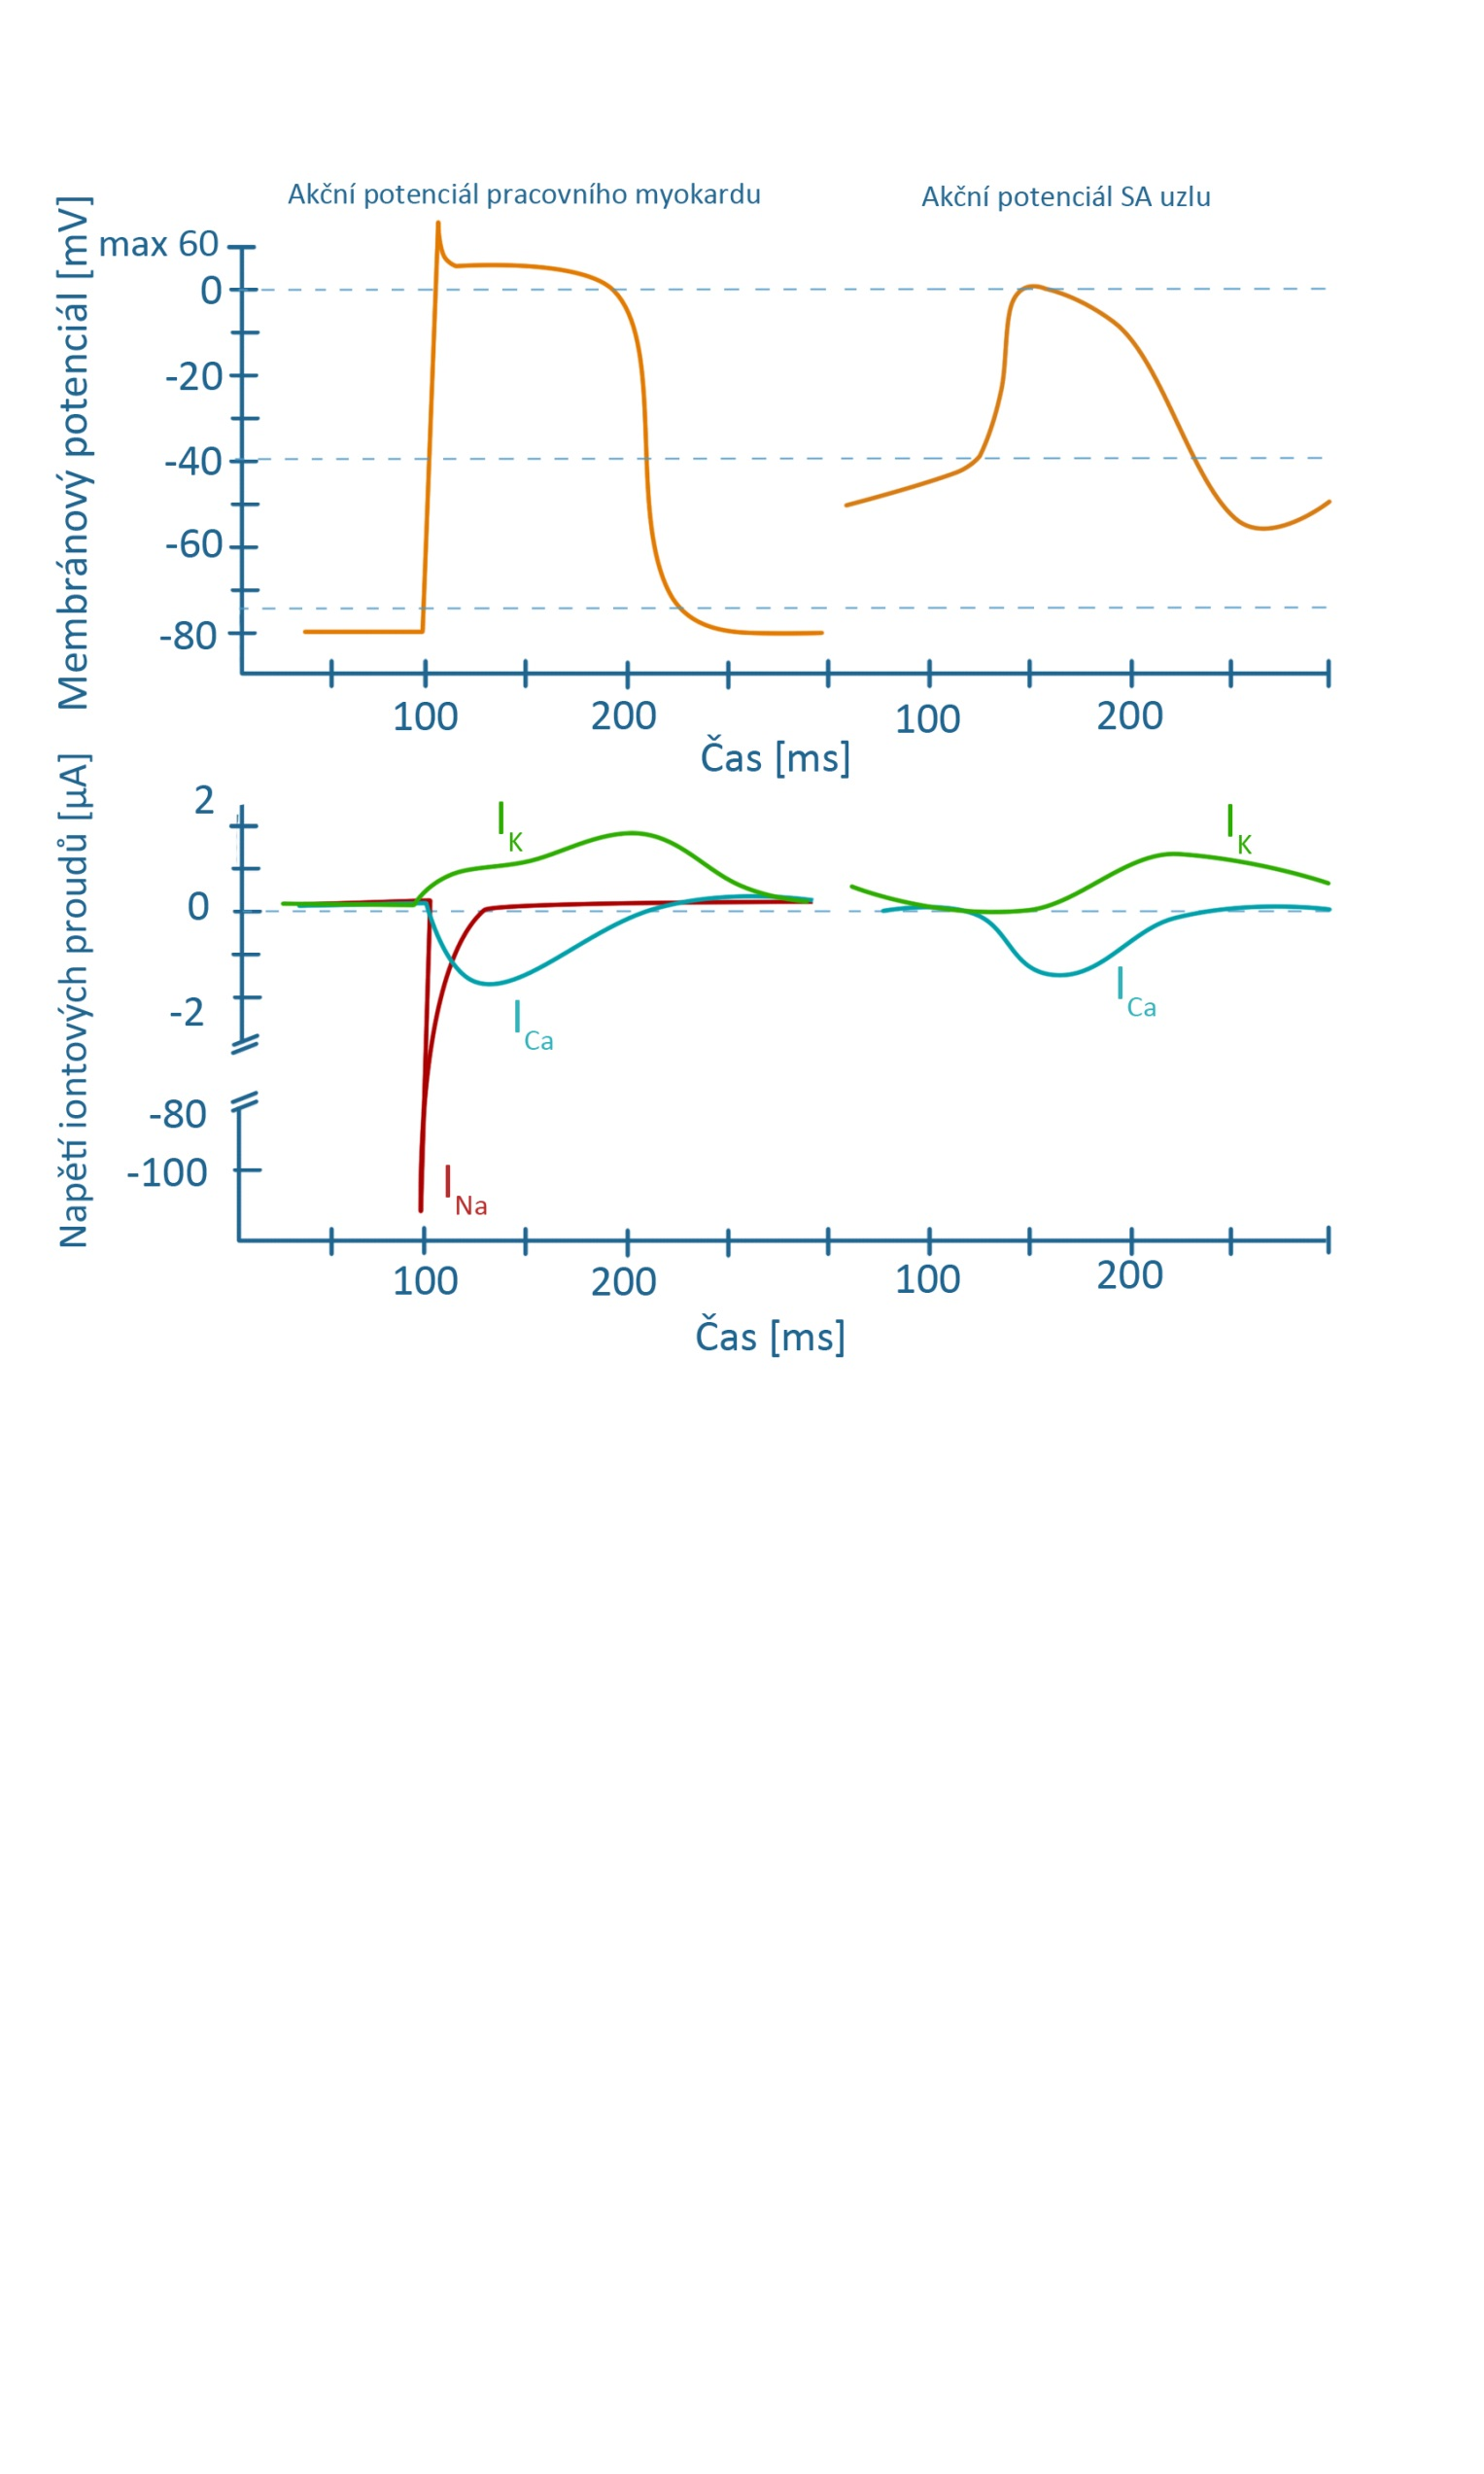 Akční potenciál pracovního myokardu
Akční potenciál SA uzlu
Membránový potenciál [mV]
max 60
0
-20
-40
-60
-80
100
200
100
200
Čas [ms]
Napětí iontových proudů [µA]
2
0
-2
-80
-100
I K
I Ca
I Na
I K
I Ca
100
200
100
200
Čas [ms]